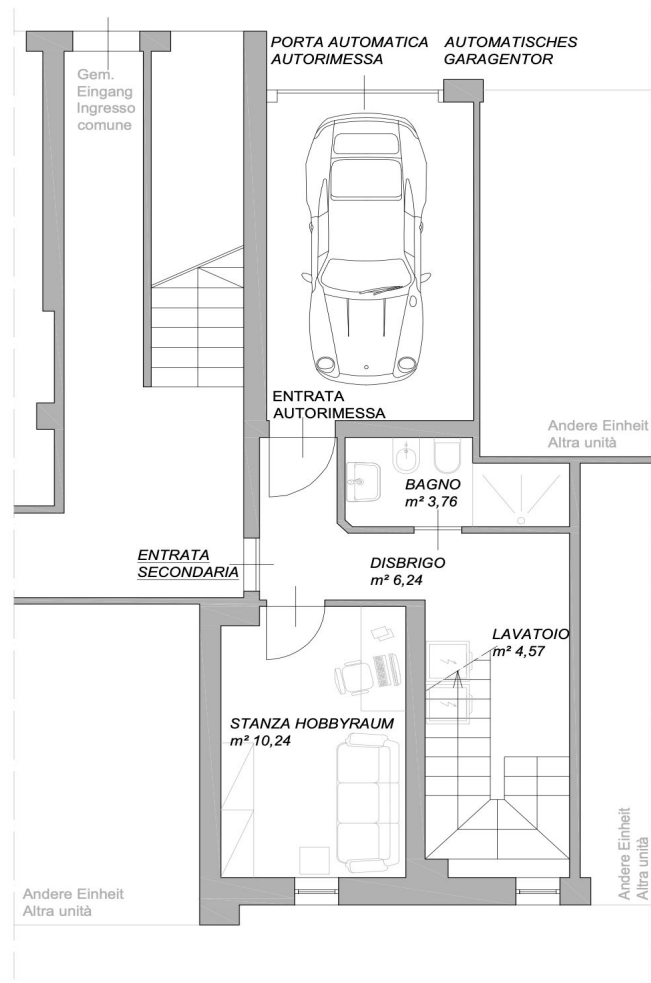 PORTA AUTOMATICA
AUTORIMESSA
AUTOMATISCHES
GARAGENTOR
Gem.
Eingang
Ingresso
comune
ENTRATA
AUTORIMESSA
Andere Einheit
Altra unità
BAGNO
m² 3,76
ENTRATA
SECONDARIA
DISBRIGO
m² 6,24
LAVATOIO
m² 4,57
STANZA HOBBYRAUM
m² 10,24
Andere Einheit
Altra unità
Andere Einheit
Altra unità